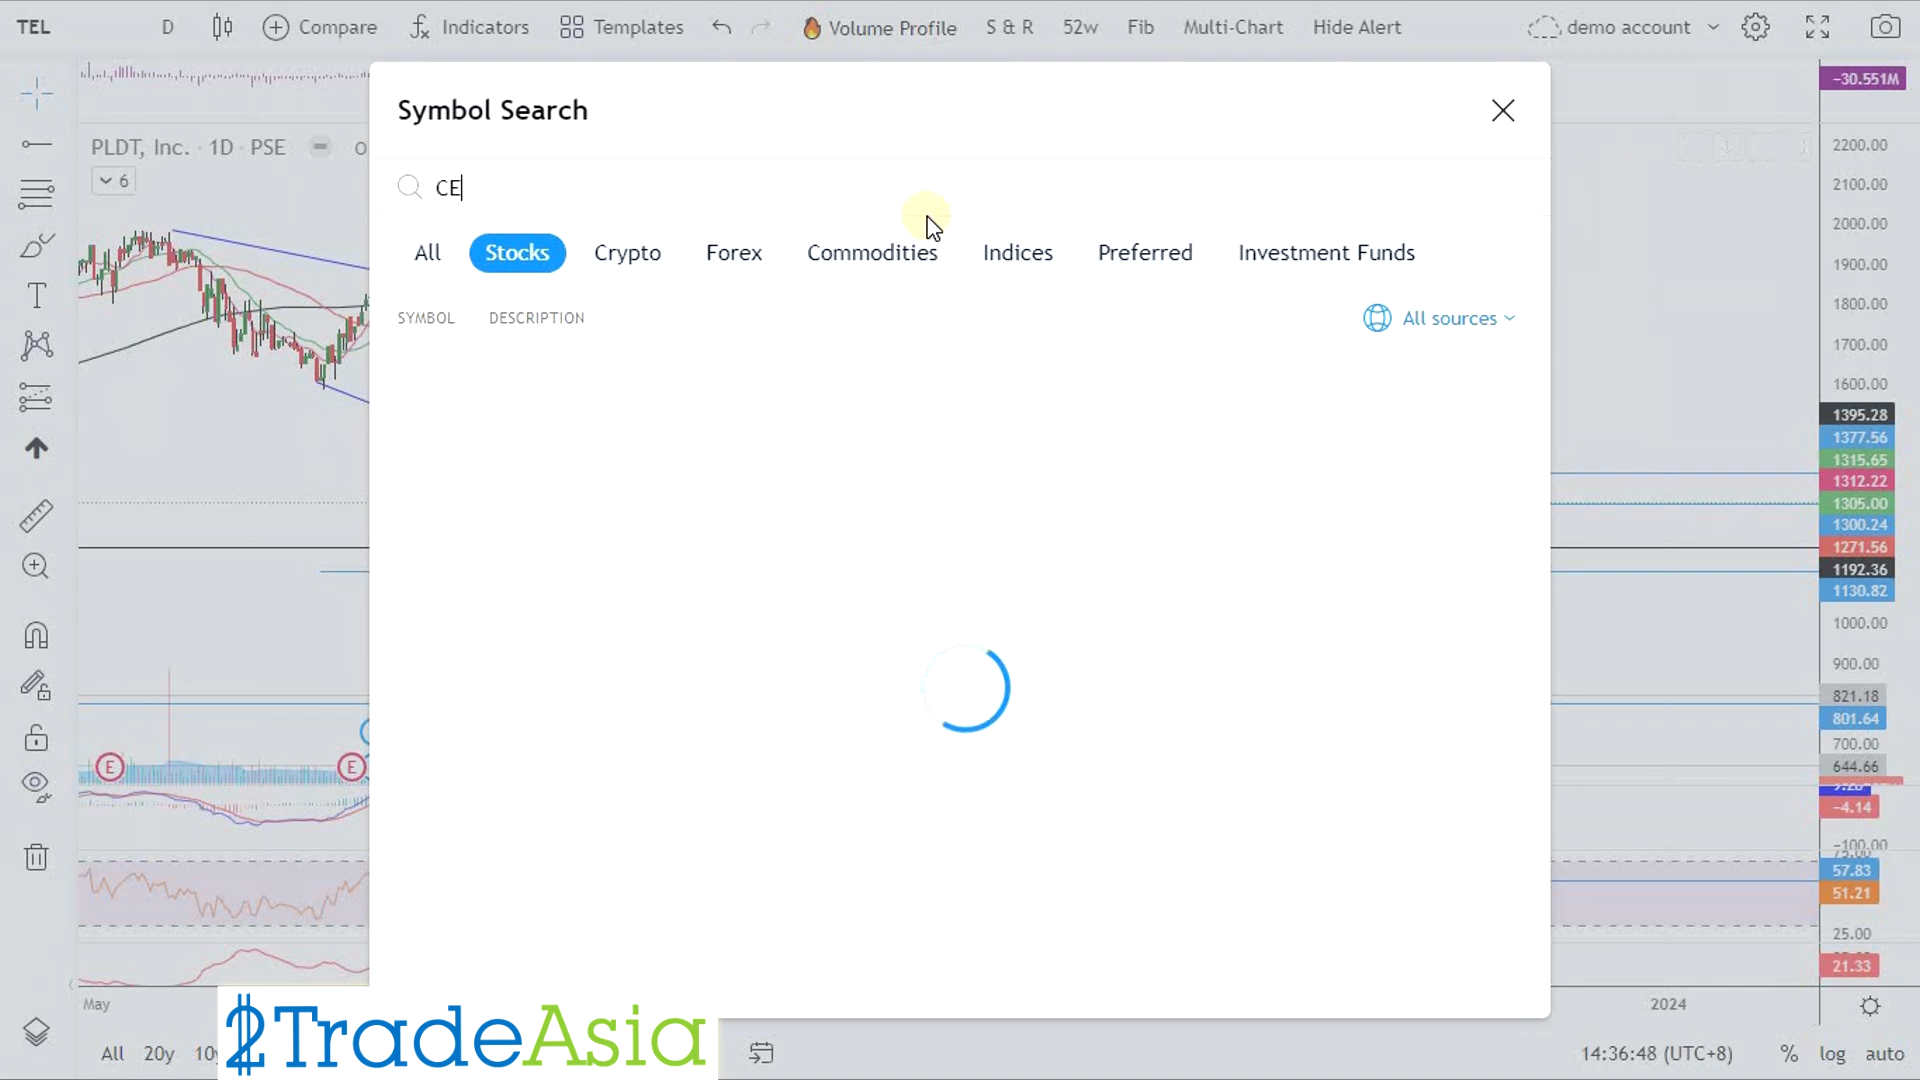 TEL D Compare Indicators Templates Volume Profile S & R 52w Fib Multi-Chart Hide Alert demo account
−30.551M
Symbol Search
PLDT, Inc. · 1D · PSE
6
CE
All Stocks Crypto Forex Commodities Indices Preferred Investment Funds
SYMBOL DESCRIPTION All sources
2200.00
2100.00
2000.00
1900.00
1800.00
1700.00
1600.00
1395.28
1377.56
1315.65
1312.22
1305.00
1300.24
1271.56
1192.36
1130.82
1000.00
900.00
821.18
801.64
700.00
644.66
E E
−4.14
−100.00
57.83
51.21
25.00
21.33
May 2024
2TradeAsia
All 20y 14:36:48 (UTC+8) % log auto